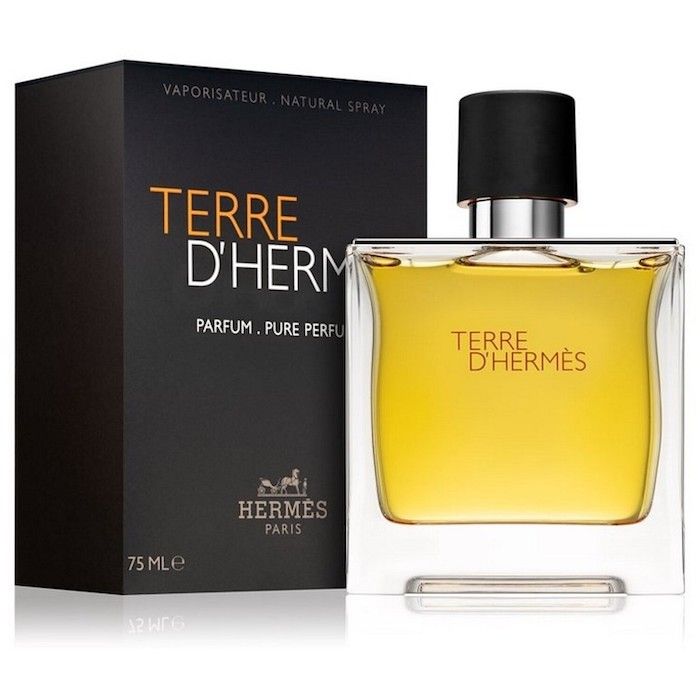 VAPORISATEUR . NATURAL SPRAY
TERRE
D'HERM
PARFUM . PURE PERFU
HERMÈS
PARIS
75 ML e
TERRE
D'HERMÈS